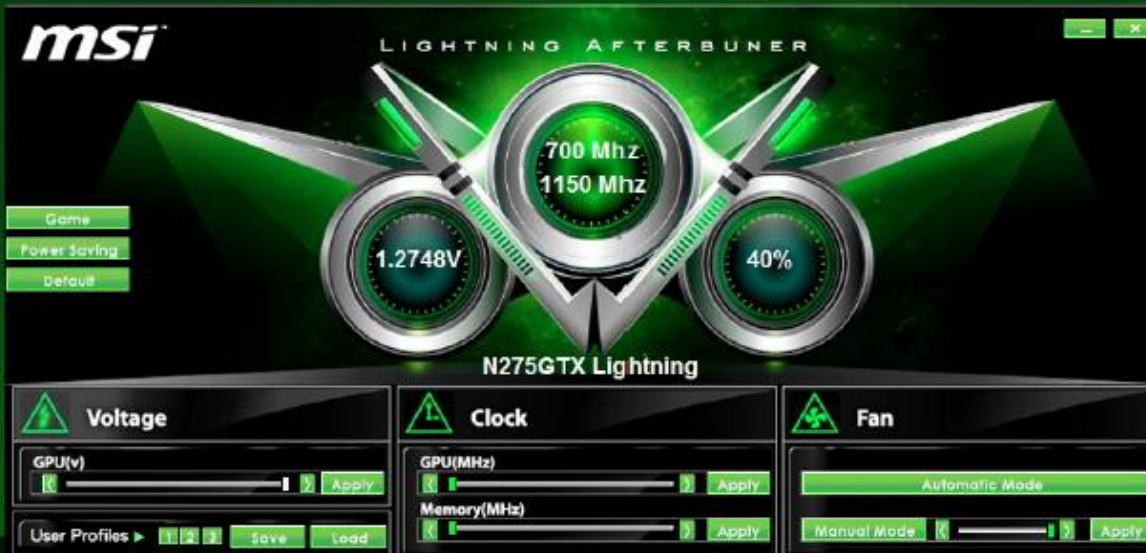 msi
LIGHTNING AFTERBUNER
700 Mhz
1150 Mhz
Game
Power Saving
Default
1.2748V
40%
N275GTX Lightning
Voltage
GPU(v)
Apply
User Profiles
1 2 3
Save
Load
Clock
GPU(MHz)
Apply
Memory(MHz)
Apply
Fan
Automatic Mode
Manual Mode
Apply